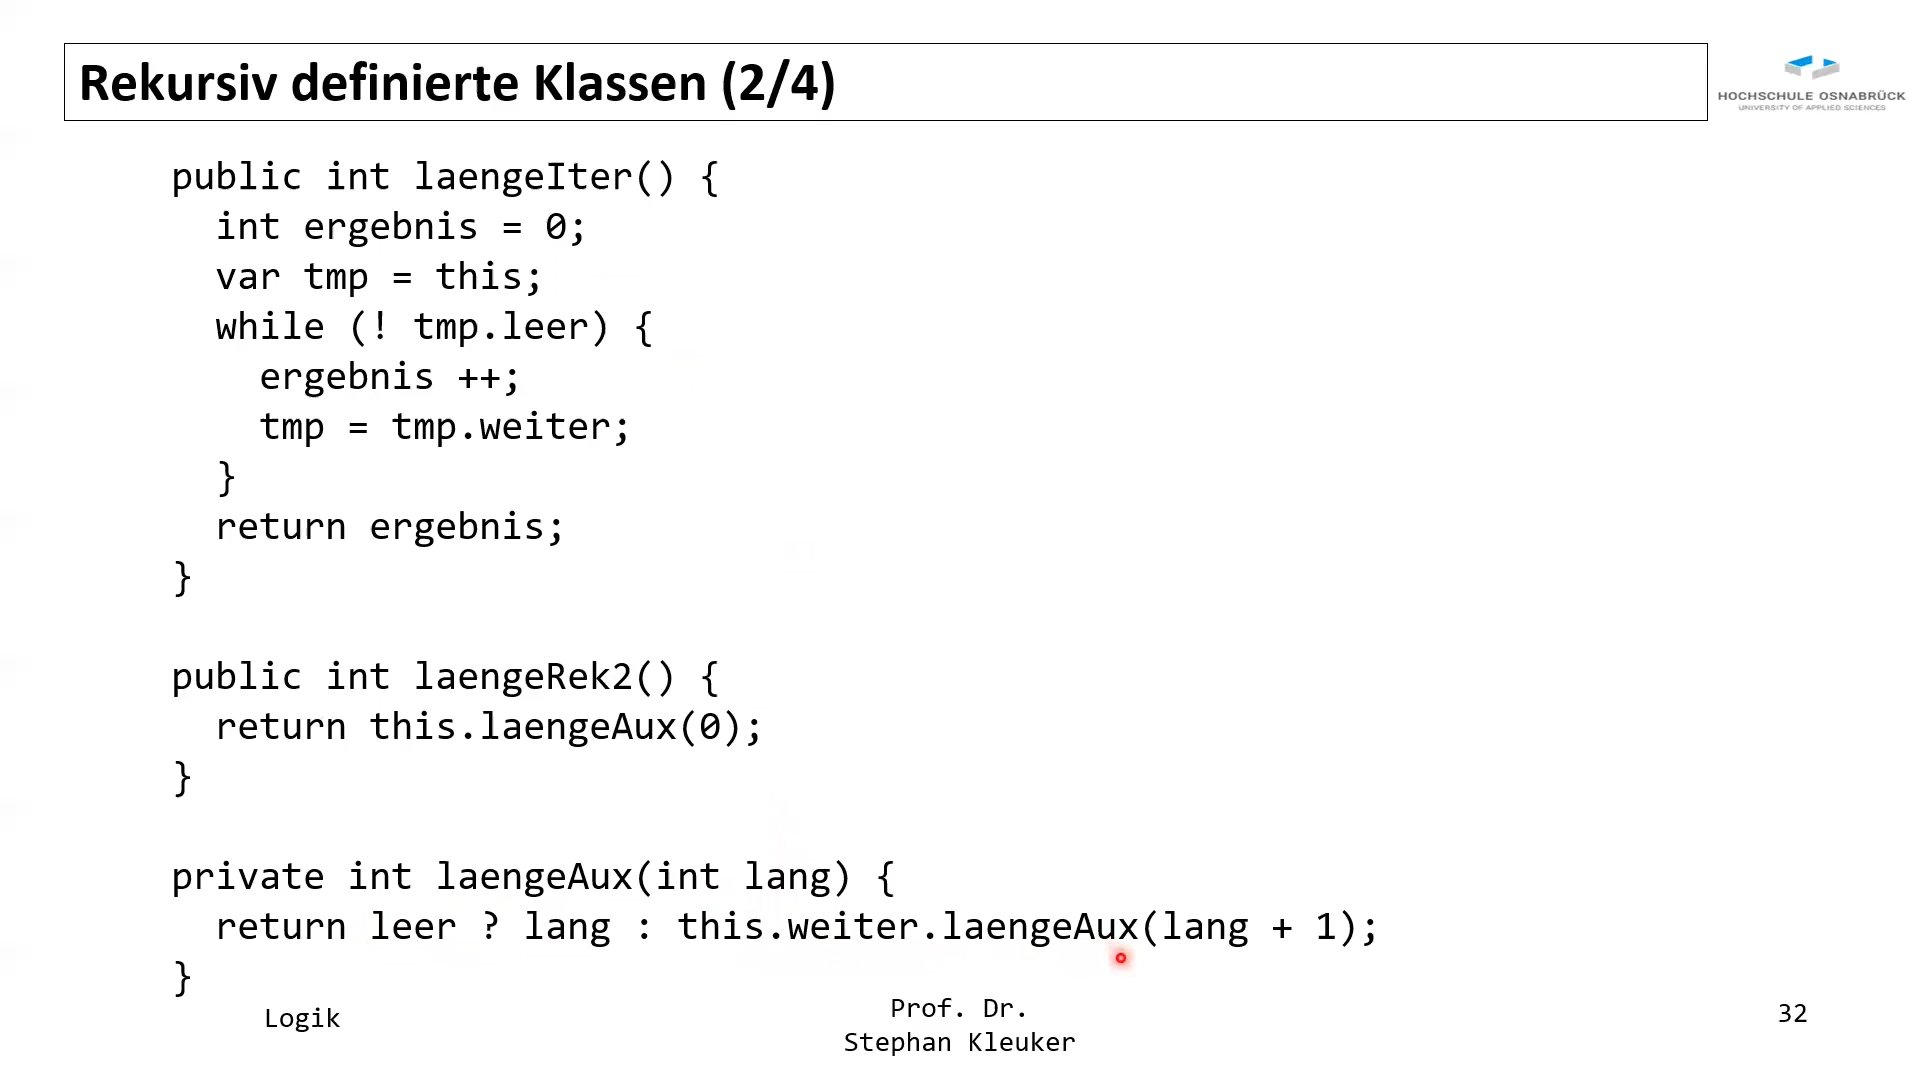 Rekursiv definierte Klassen (2/4)
HOCHSCHULE OSNABRÜCK
UNIVERSITY OF APPLIED SCIENCES
public int laengeIter() {
  int ergebnis = 0;
  var tmp = this;
  while (! tmp.leer) {
    ergebnis ++;
    tmp = tmp.weiter;
  }
  return ergebnis;
}
public int laengeRek2() {
  return this.laengeAux(0);
}
private int laengeAux(int lang) {
  return leer ? lang : this.weiter.laengeAux(lang + 1);
}
Logik
Prof. Dr.
Stephan Kleuker
32